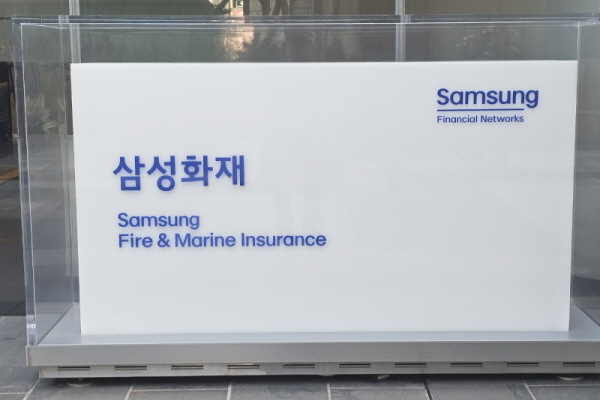 Samsung
Financial Networks
삼성화재
Samsung
Fire & Marine Insurance